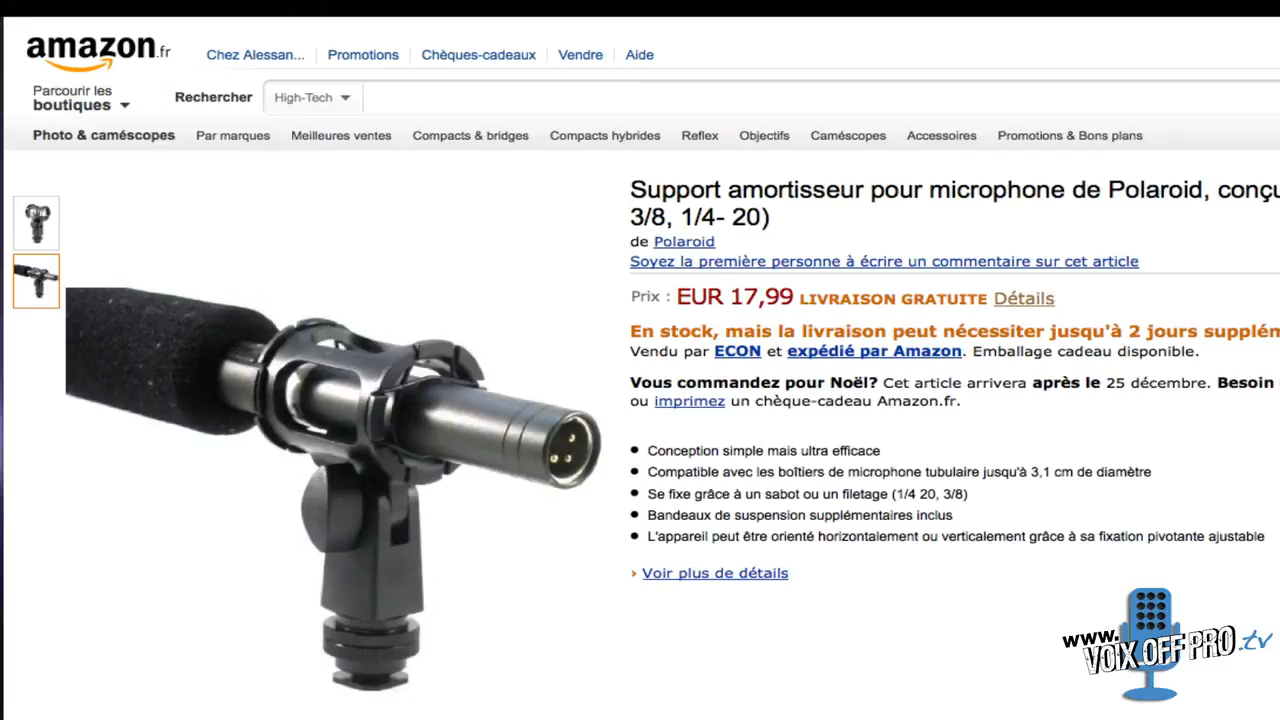 amazon.fr
Chez Alessan... Promotions Chèques-cadeaux Vendre Aide
Parcourir les
boutiques
Rechercher High-Tech
Photo & caméscopes Par marques Meilleures ventes Compacts & bridges Compacts hybrides Reflex Objectifs Caméscopes Accessoires Promotions & Bons plans
Support amortisseur pour microphone de Polaroid, conçu
3/8, 1/4- 20)
de Polaroid
Soyez la première personne à écrire un commentaire sur cet article
Prix : EUR 17,99 LIVRAISON GRATUITE Détails
En stock, mais la livraison peut nécessiter jusqu'à 2 jours supplém
Vendu par ECON et expédié par Amazon. Emballage cadeau disponible.
Vous commandez pour Noël? Cet article arrivera après le 25 décembre. Besoin
ou imprimez un chèque-cadeau Amazon.fr.
Conception simple mais ultra efficace
Compatible avec les boîtiers de microphone tubulaire jusqu'à 3,1 cm de diamètre
Se fixe grâce à un sabot ou un filetage (1/4 20, 3/8)
Bandeaux de suspension supplémentaires inclus
L'appareil peut être orienté horizontalement ou verticalement grâce à sa fixation pivotante ajustable
› Voir plus de détails
www.
VOIX OFF PRO.tv